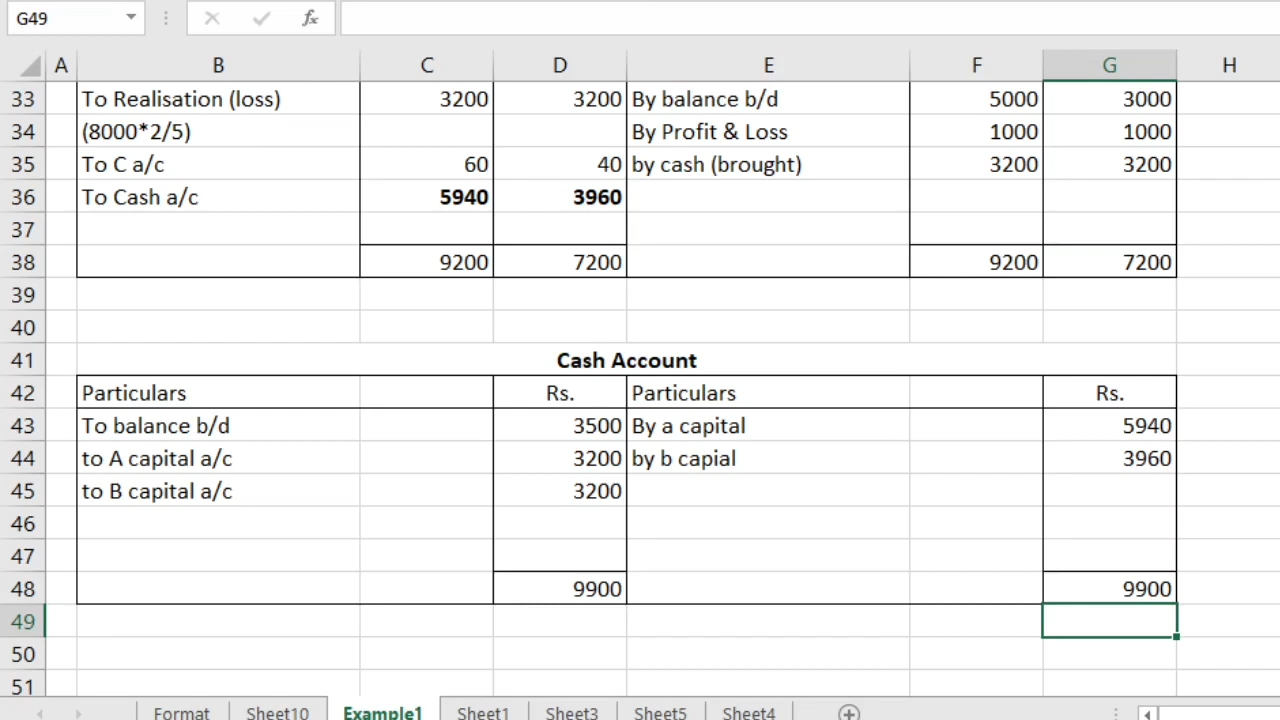 G49 fx
A B C D E F G H
33 To Realisation (loss) 3200 3200 By balance b/d 5000 3000
34 (8000*2/5) By Profit & Loss 1000 1000
35 To C a/c 60 40 by cash (brought) 3200 3200
36 To Cash a/c 5940 3960
37
38 9200 7200 9200 7200
39
40
41 Cash Account
42 Particulars Rs. Particulars Rs.
43 To balance b/d 3500 By a capital 5940
44 to A capital a/c 3200 by b capial 3960
45 to B capital a/c 3200
46
47
48 9900 9900
49
50
51
Format Sheet10 Example1 Sheet1 Sheet3 Sheet5 Sheet4